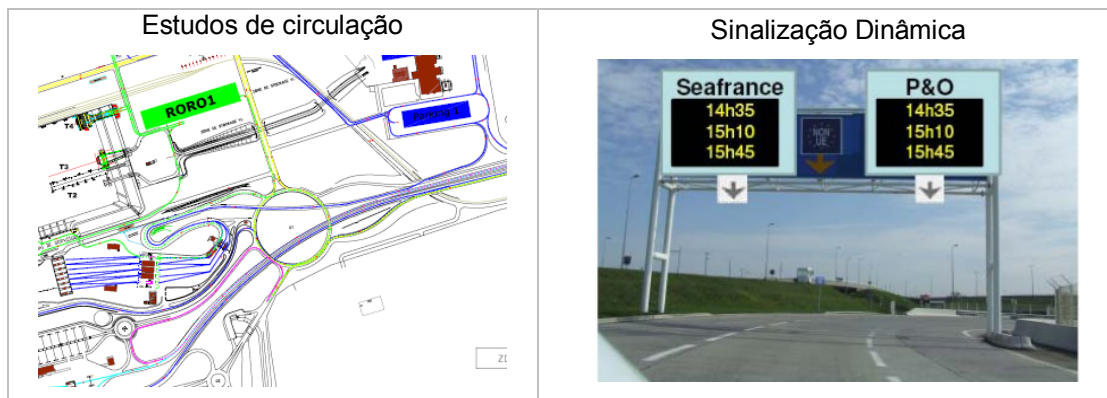 Estudos de circulação
Sinalização Dinâmica
RORO1
Parking 1
T4
T3
T2
Seafrance
14h35
15h10
15h45
NON
UE
P&O
14h35
15h10
15h45